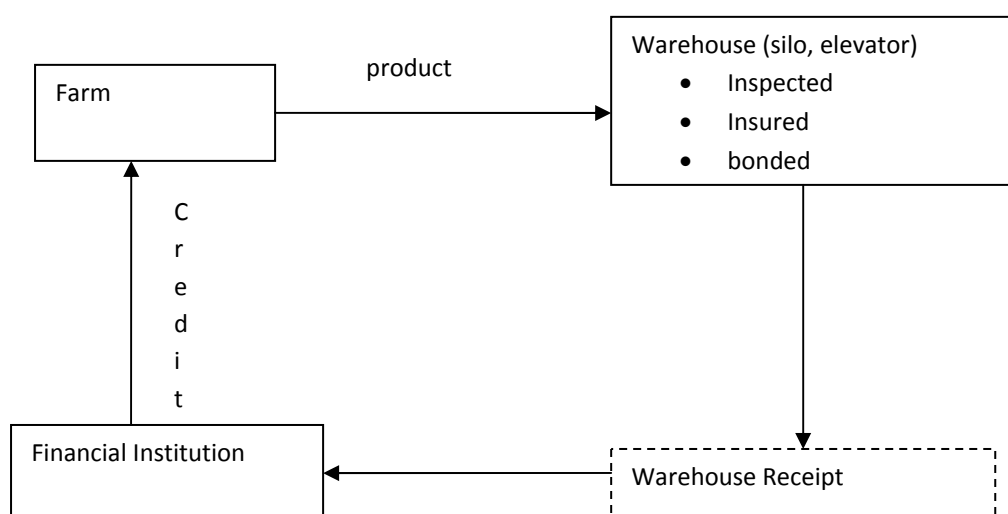 product
Farm
Warehouse (silo, elevator)
• Inspected
• Insured
• bonded
C
r
e
d
i
t
Financial Institution
Warehouse Receipt